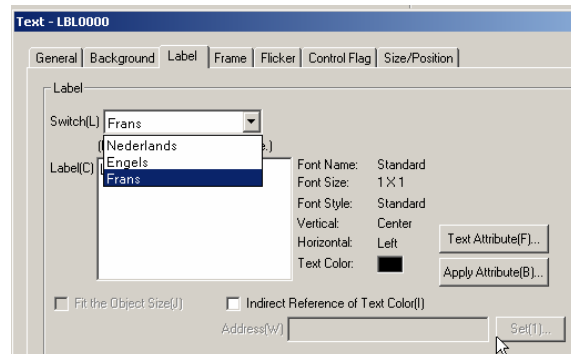 Text - LBL0000
General Background Label Frame Flicker Control Flag Size/Position
Label
Switch(L) Frans
Nederlands
Engels
Frans
Label(C)
Font Name: Standard
Font Size: 1 X 1
Font Style: Standard
Vertical: Center
Horizontal: Left
Text Color:
Text Attribute(F)...
Apply Attribute(B)...
Fit the Object Size(J)
Indirect Reference of Text Color(I)
Address(W)
Set(1)...